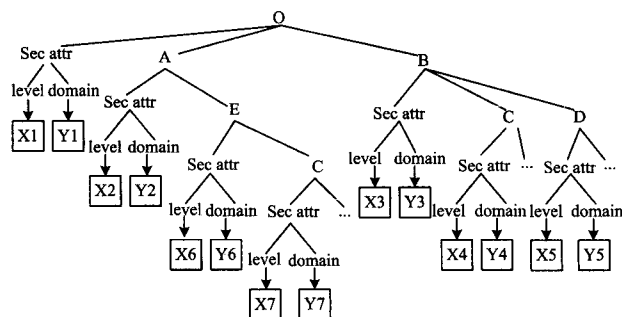 O
Sec attr A B
level domain Sec attr E Sec attr C D
X1 Y1
level domain Sec attr C level domain Sec attr ... Sec attr ...
X2 Y2 X3 Y3
level domain Sec attr ... level domain level domain
X6 Y6 X4 Y4 X5 Y5
level domain
X7 Y7